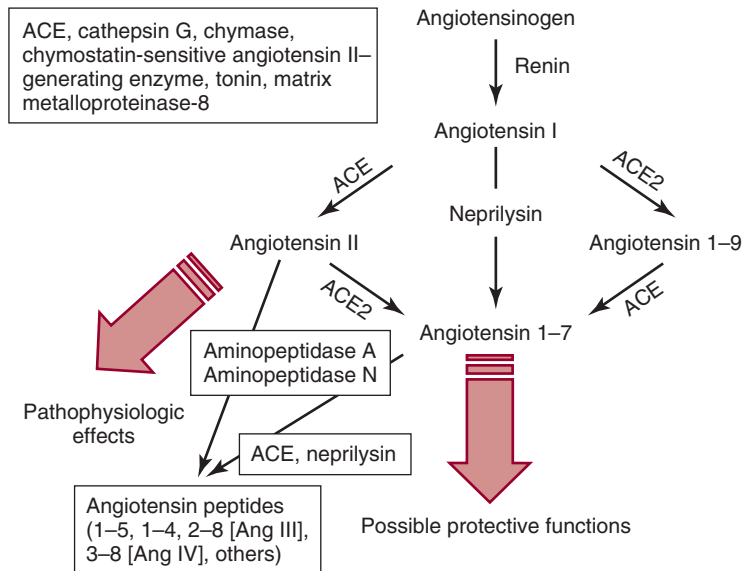 ACE, cathepsin G, chymase,
chymostatin-sensitive angiotensin II–
generating enzyme, tonin, matrix
metalloproteinase-8
Angiotensinogen
Renin
Angiotensin I
ACE
ACE2
Neprilysin
Angiotensin II
Angiotensin 1–9
ACE2
ACE
Angiotensin 1–7
Aminopeptidase A
Aminopeptidase N
Pathophysiologic
effects
ACE, neprilysin
Angiotensin peptides
(1–5, 1–4, 2–8 [Ang III],
3–8 [Ang IV], others)
Possible protective functions